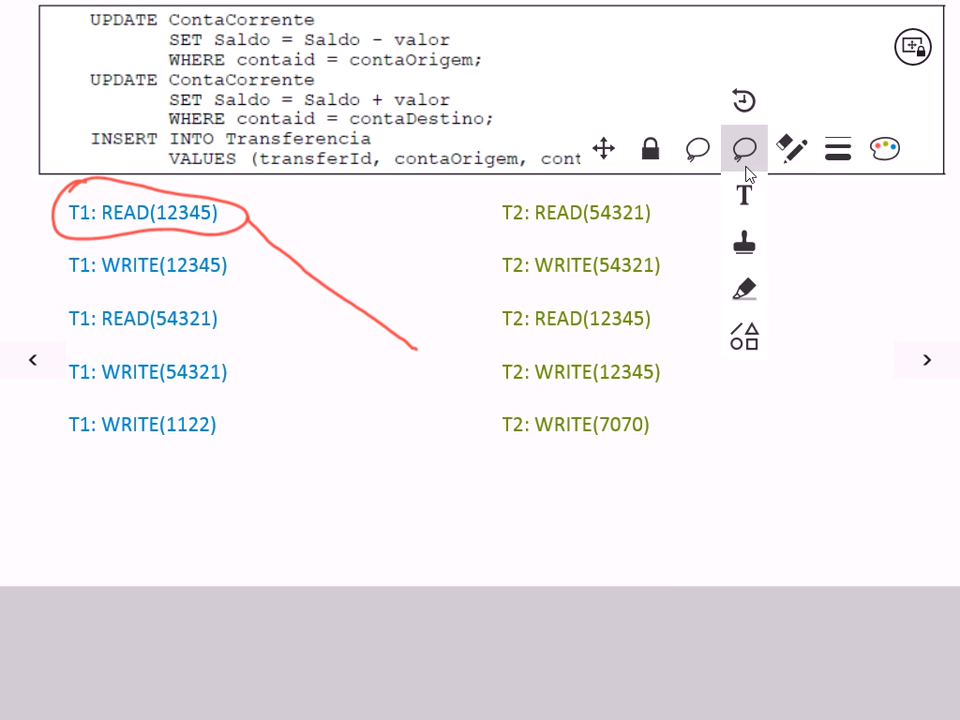 UPDATE ContaCorrente
SET Saldo = Saldo - valor
WHERE contaid = contaOrigem;
UPDATE ContaCorrente
SET Saldo = Saldo + valor
WHERE contaid = contaDestino;
INSERT INTO Transferencia
VALUES (transferId, contaOrigem, cont
T1: READ(12345) T2: READ(54321)
T1: WRITE(12345) T2: WRITE(54321)
T1: READ(54321) T2: READ(12345)
T1: WRITE(54321) T2: WRITE(12345)
T1: WRITE(1122) T2: WRITE(7070)